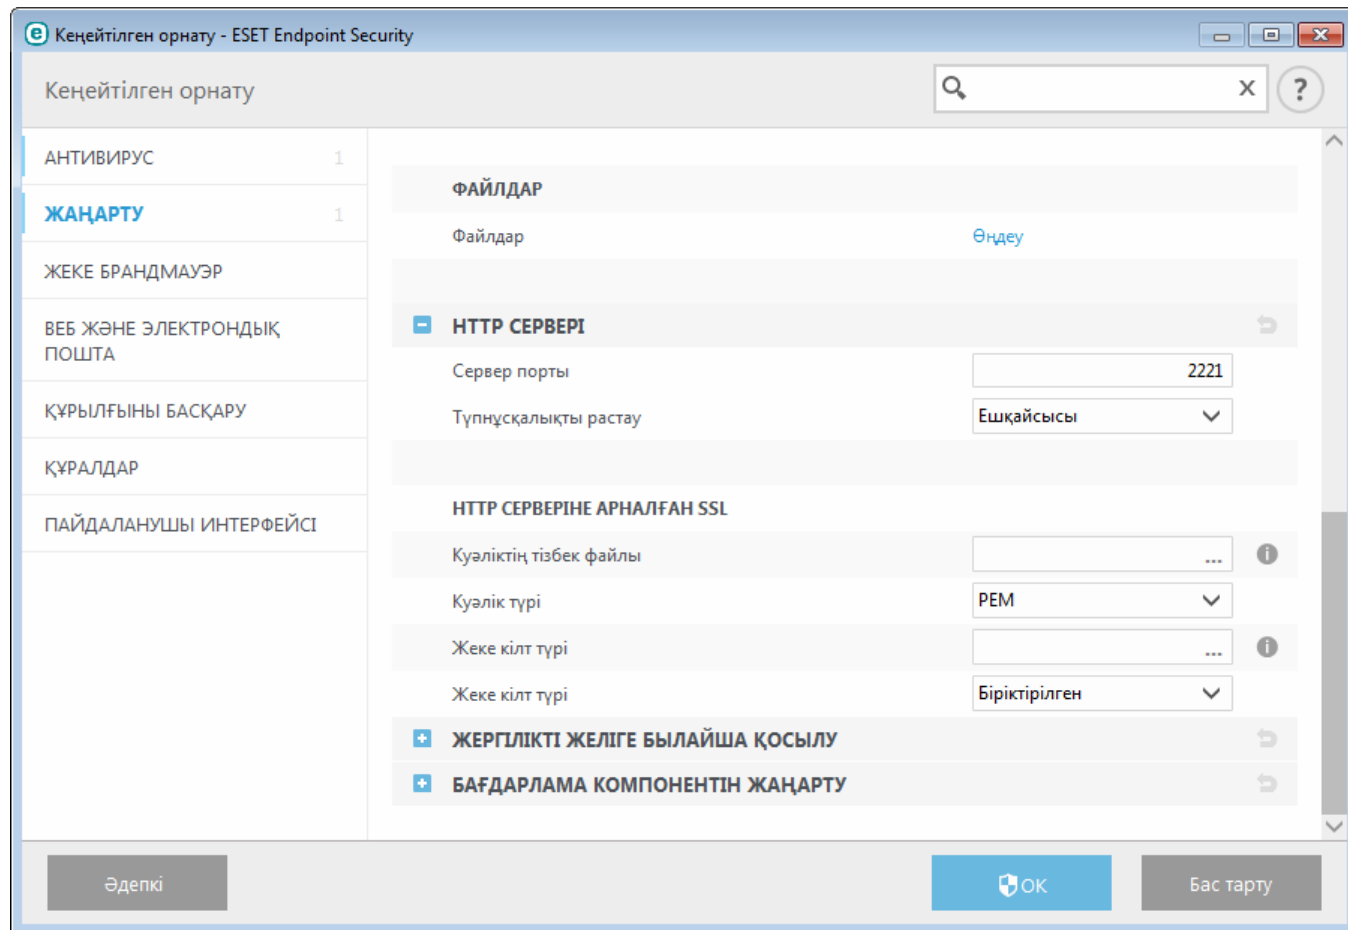 Кеңейтілген орнату - ESET Endpoint Security
Кеңейтілген орнату
АНТИВИРУС 1
ЖАҢАРТУ 1
ЖЕКЕ БРАНДМАУЭР
ВЕБ ЖӘНЕ ЭЛЕКТРОНДЫҚ
ПОШТА
ҚҰРЫЛҒЫНЫ БАСҚАРУ
ҚҰРАЛДАР
ПАЙДАЛАНУШЫ ИНТЕРФЕЙСІ
ФАЙЛДАР
Файлдар Өңдеу
HTTP СЕРВЕРІ
Сервер порты 2221
Түпнұсқалықты растау Ешқайсысы
HTTP СЕРВЕРІНЕ АРНАЛҒАН SSL
Куәліктің тізбек файлы ...
Куәлік түрі PEM
Жеке кілт түрі ...
Жеке кілт түрі Біріктірілген
ЖЕРГІЛІКТІ ЖЕЛІГЕ БЫЛАЙША ҚОСЫЛУ
БАҒДАРЛАМА КОМПОНЕНТІН ЖАҢАРТУ
Әдепкі
OK
Бас тарту